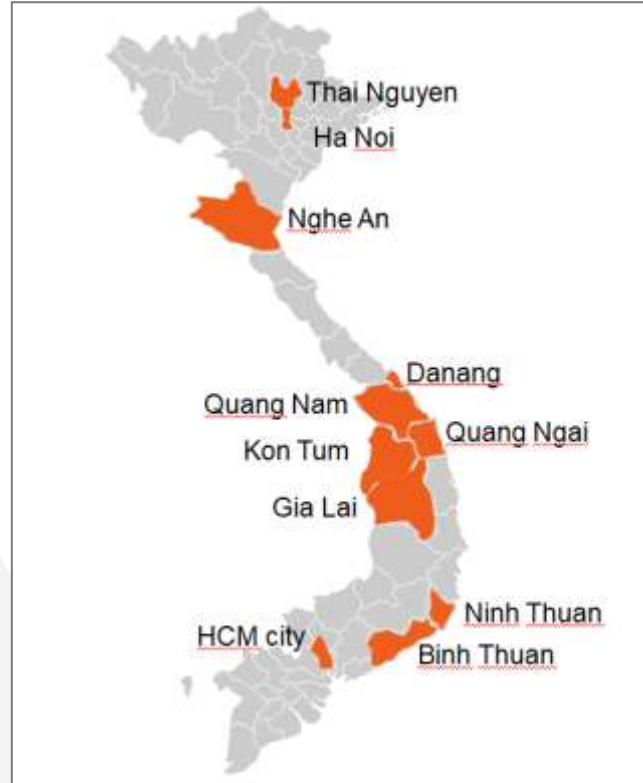 Thai Nguyen
Ha Noi
Nghe An
Danang
Quang Nam
Quang Ngai
Kon Tum
Gia Lai
Ninh Thuan
HCM city
Binh Thuan